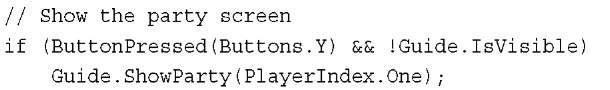 // Show the party screen
if (ButtonPressed(Buttons.Y) && !Guide.IsVisible)
    Guide.ShowParty(PlayerIndex.One);